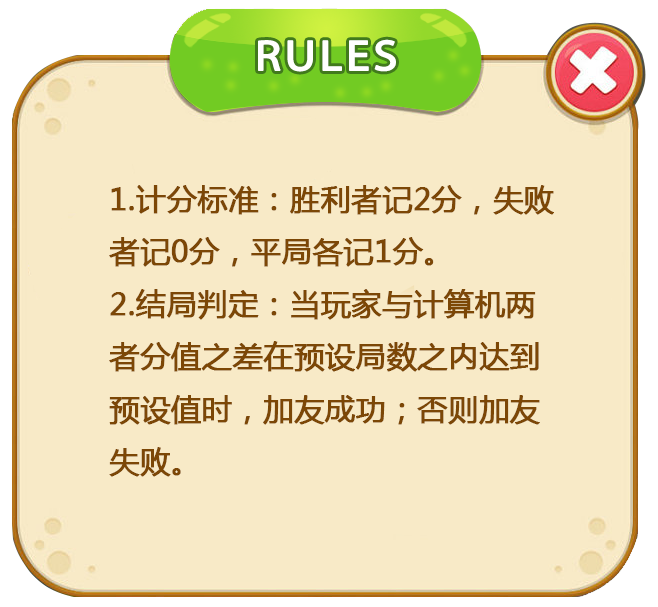 RULES
1.计分标准：胜利者记2分，失败
者记0分，平局各记1分。
2.结局判定：当玩家与计算机两
者分值之差在预设局数之内达到
预设值时，加友成功；否则加友
失败。